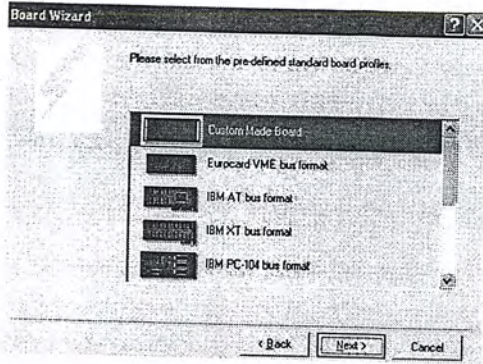 Board Wizard
Please select from the pre-defined standard board profiles.
Custom Made Board
Eurpcard VME bus format
IBM AT bus format
IBM XT bus format
IBM PC-104 bus format
< Back
Next >
Cancel